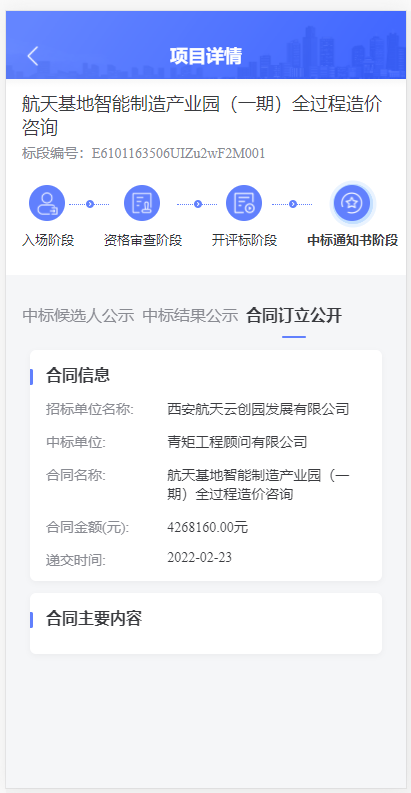 项目详情
航天基地智能制造产业园（一期）全过程造价
咨询
标段编号：E6101163506UIZu2wF2M001
入场阶段 资格审查阶段 开评标阶段 中标通知书阶段
中标候选人公示 中标结果公示 合同订立公开
合同信息
招标单位名称: 西安航天云创园发展有限公司
中标单位: 青矩工程顾问有限公司
合同名称: 航天基地智能制造产业园（一
期）全过程造价咨询
合同金额(元): 4268160.00元
递交时间: 2022-02-23
合同主要内容